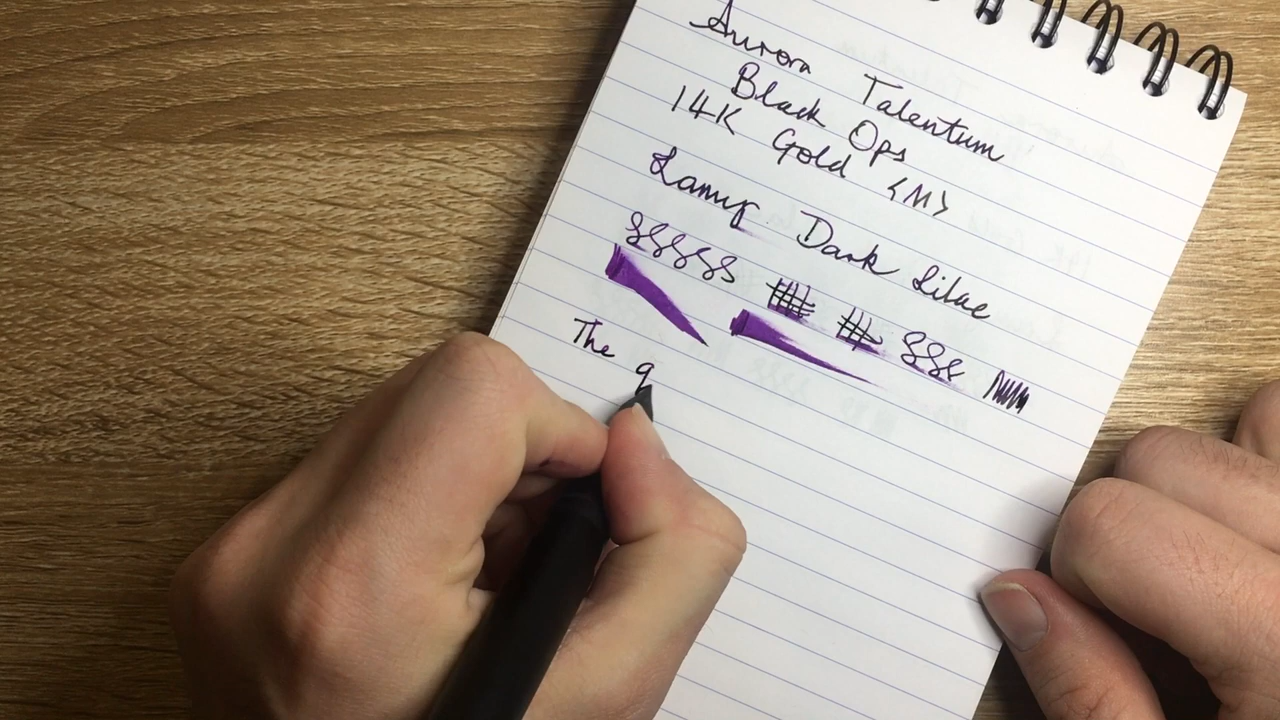 Aurora Talentum
Black Ops
14K Gold <M>
Lamy Dark Lilac
The q